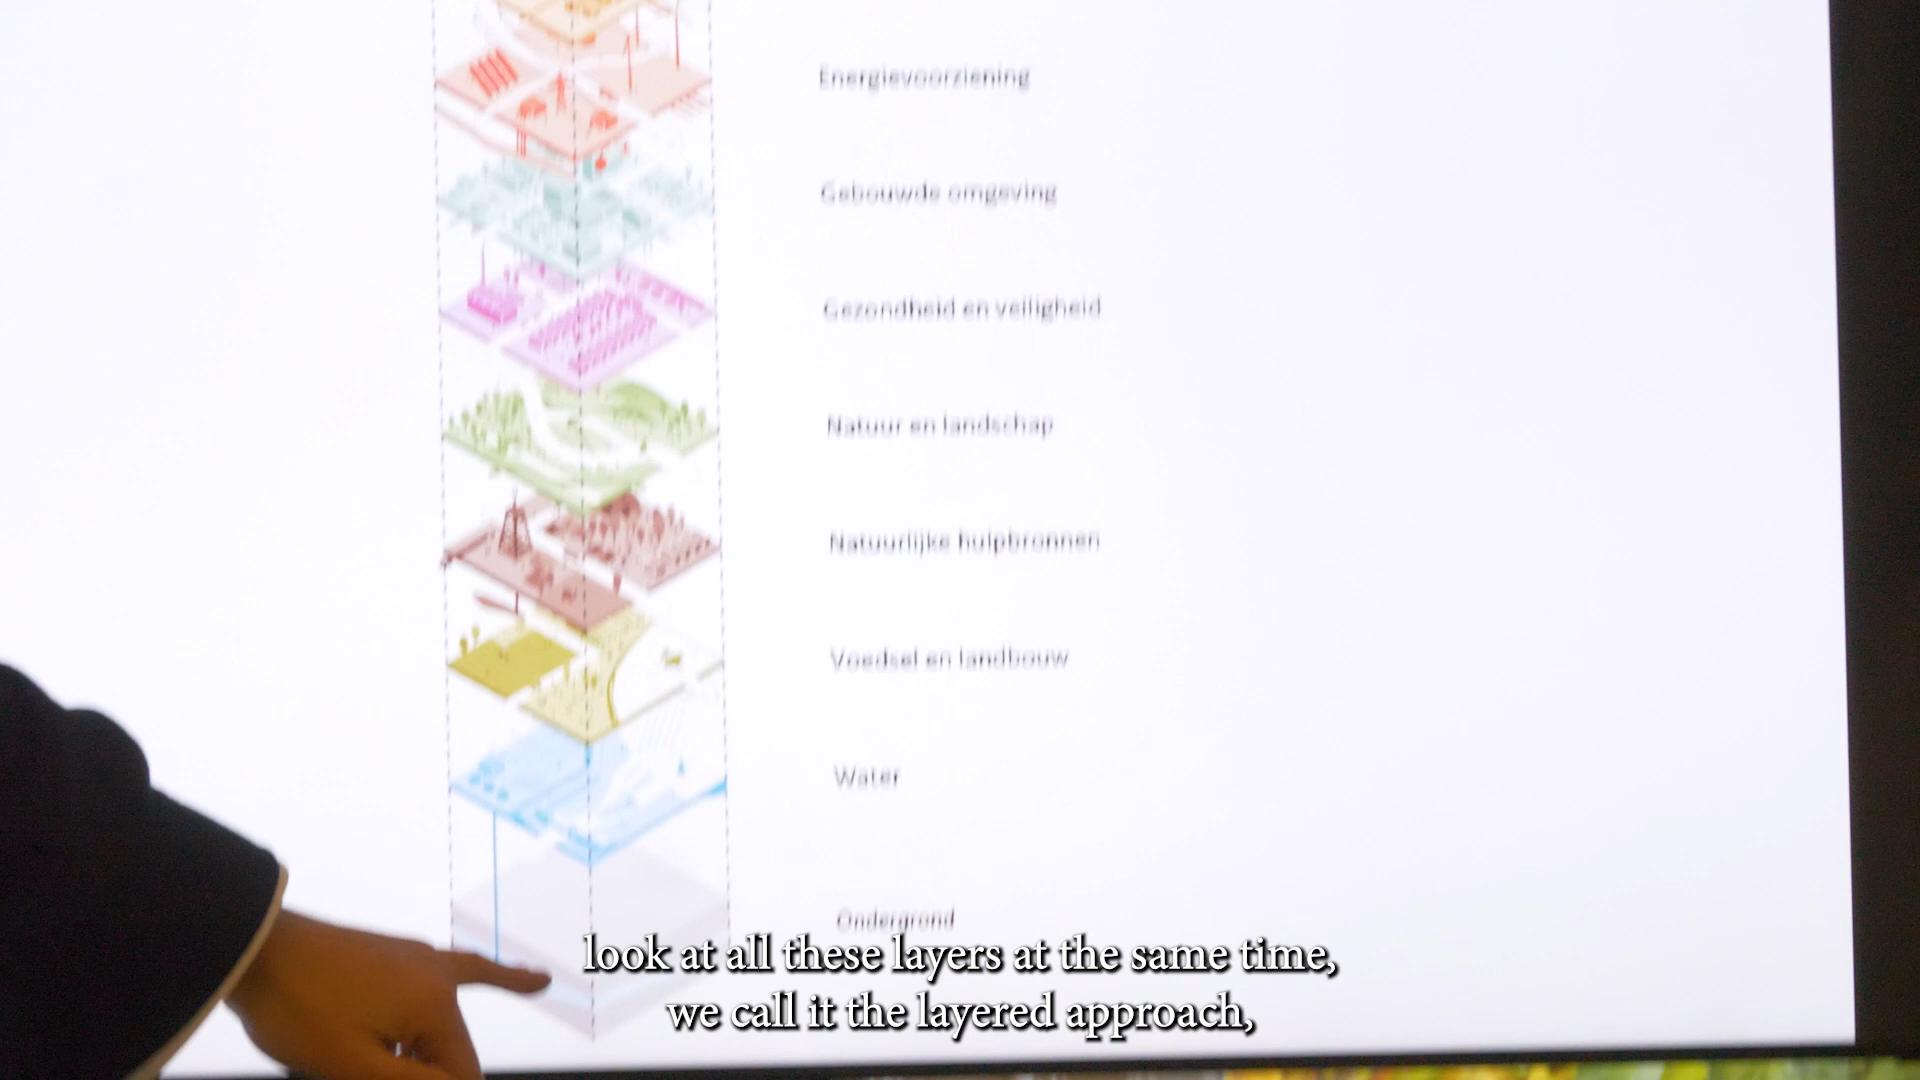 Energievoorziening
Gebouwde omgeving
Gezondheid en veiligheid
Natuur en landschap
Natuurlijke hulpbronnen
Voedsel en landbouw
Water
Ondergrond
look at all these layers at the same time,
we call it the layered approach,